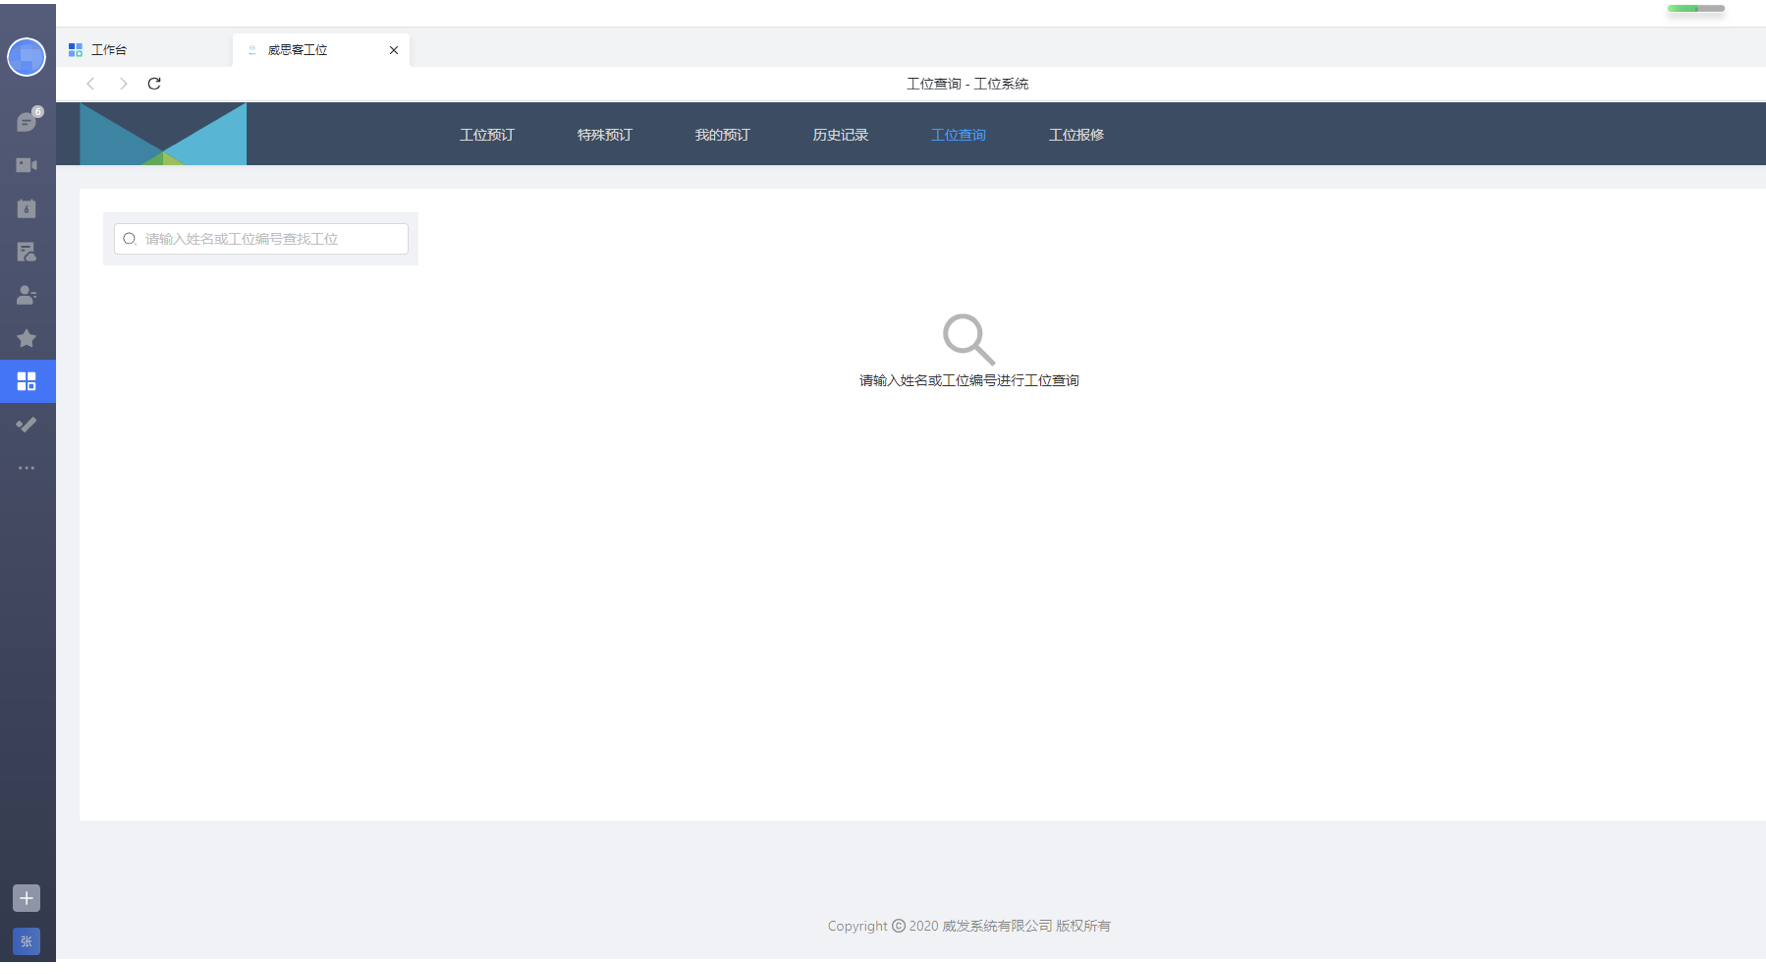 工作台
威思客工位
工位查询 - 工位系统
6
工位预订
特殊预订
我的预订
历史记录
工位查询
工位报修
6
请输入姓名或工位编号查找工位
请输入姓名或工位编号进行工位查询
Copyright © 2020 威发系统有限公司 版权所有
张